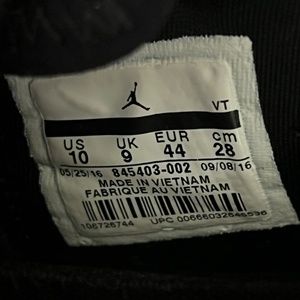 VT
US UK EUR cm
10 9 44 28
05/25/16 845403-002 09/08/16
MADE IN VIETNAM
FABRIQUE AU VIETNAM
106726744 UPC